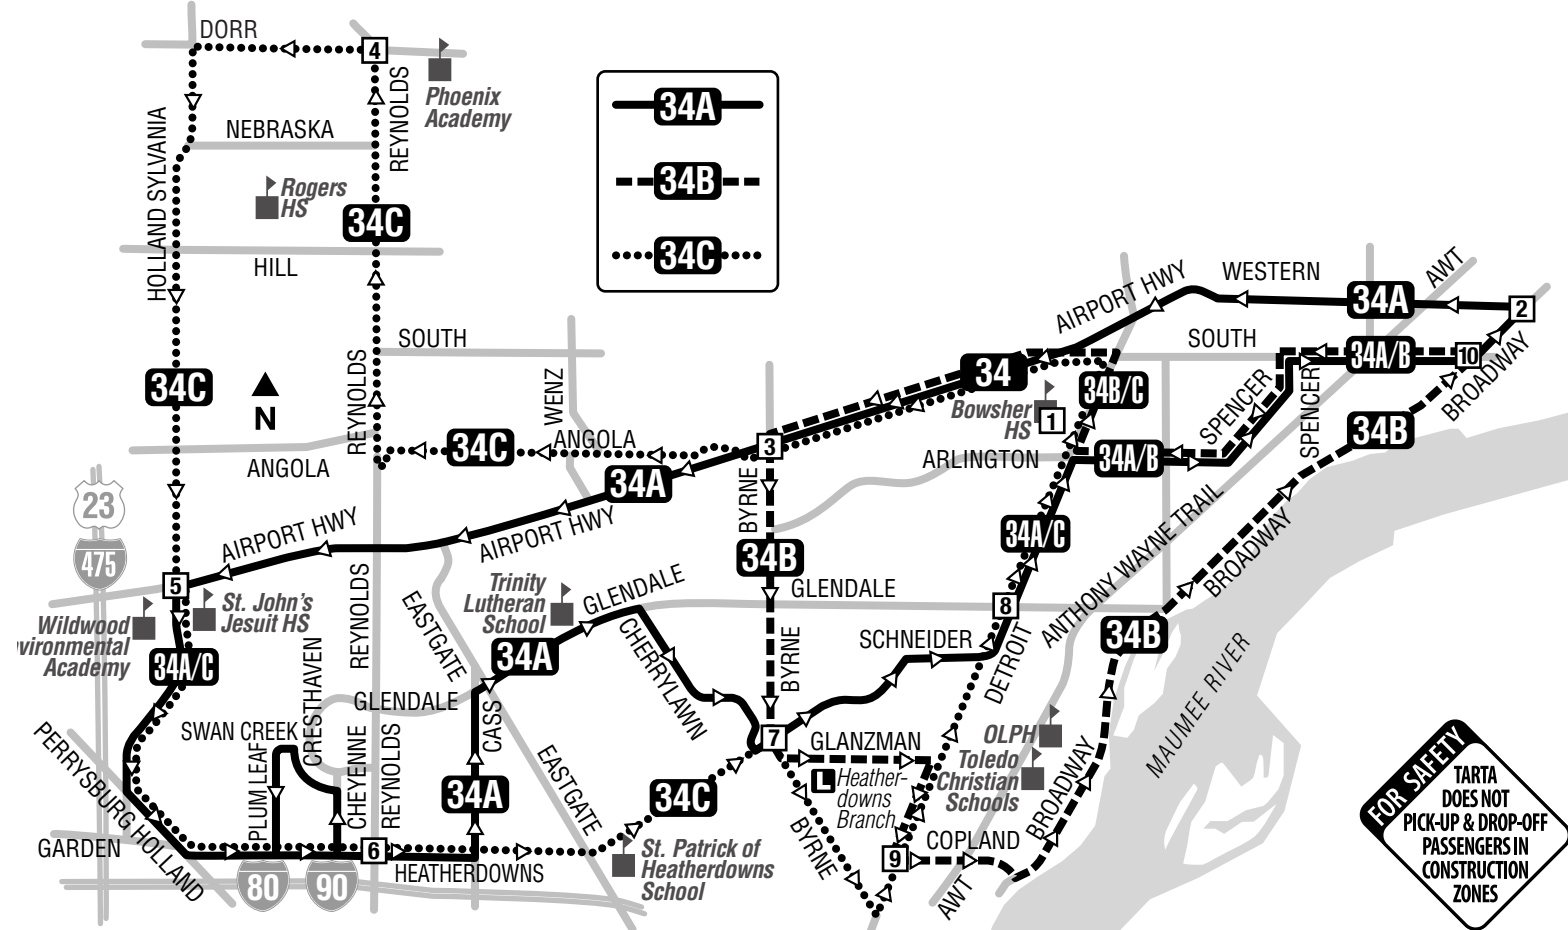 DORR
4
REYNOLDS
Phoenix
Academy
NEBRASKA
HOLLAND SYLVANIA
Rogers
HS
34C
HILL
34A
34B
34C
AIRPORT HWY
WESTERN
34A
AWT
2
SOUTH
REYNOLDS
WENZ
34C
N
ANGOLA
34C
ANGOLA
3
34
SOUTH
34A/B
10
BROADWAY
34B/C
Bowsher
HS
1
SPENCER
SPENCER
34B
ARLINGTON
34A/B
34A
BYRNE
34A/C
23
475
AIRPORT HWY
AIRPORT HWY
34B
ANTHONY WAYNE TRAIL
BROADWAY
5
St. John's
Jesuit HS
Wildwood
vironmental
Academy
REYNOLDS
EASTGATE
Trinity
Lutheran
School
GLENDALE
GLENDALE
8
34B
34A/C
34A
CHERRYLAWN
BYRNE
SCHNEIDER
DETROIT
MAUMEE RIVER
CRESTHAVEN
GLENDALE
SWAN CREEK
PERRYSBURG HOLLAND
PLUM LEAF
CHEYENNE
REYNOLDS
CASS
EASTGATE
7
GLANZMAN
OLPH
Toledo
Christian
Schools
L
Heather-
downs
Branch
34A
34C
BYRNE
BROADWAY
COPLAND
9
AWT
GARDEN
6
HEATHERDOWNS
St. Patrick of
Heatherdowns
School
80
90
FOR SAFETY
TARTA
DOES NOT
PICK-UP & DROP-OFF
PASSENGERS IN
CONSTRUCTION
ZONES